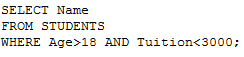 SELECT Name
FROM STUDENTS
WHERE Age>18 AND Tuition<3000;